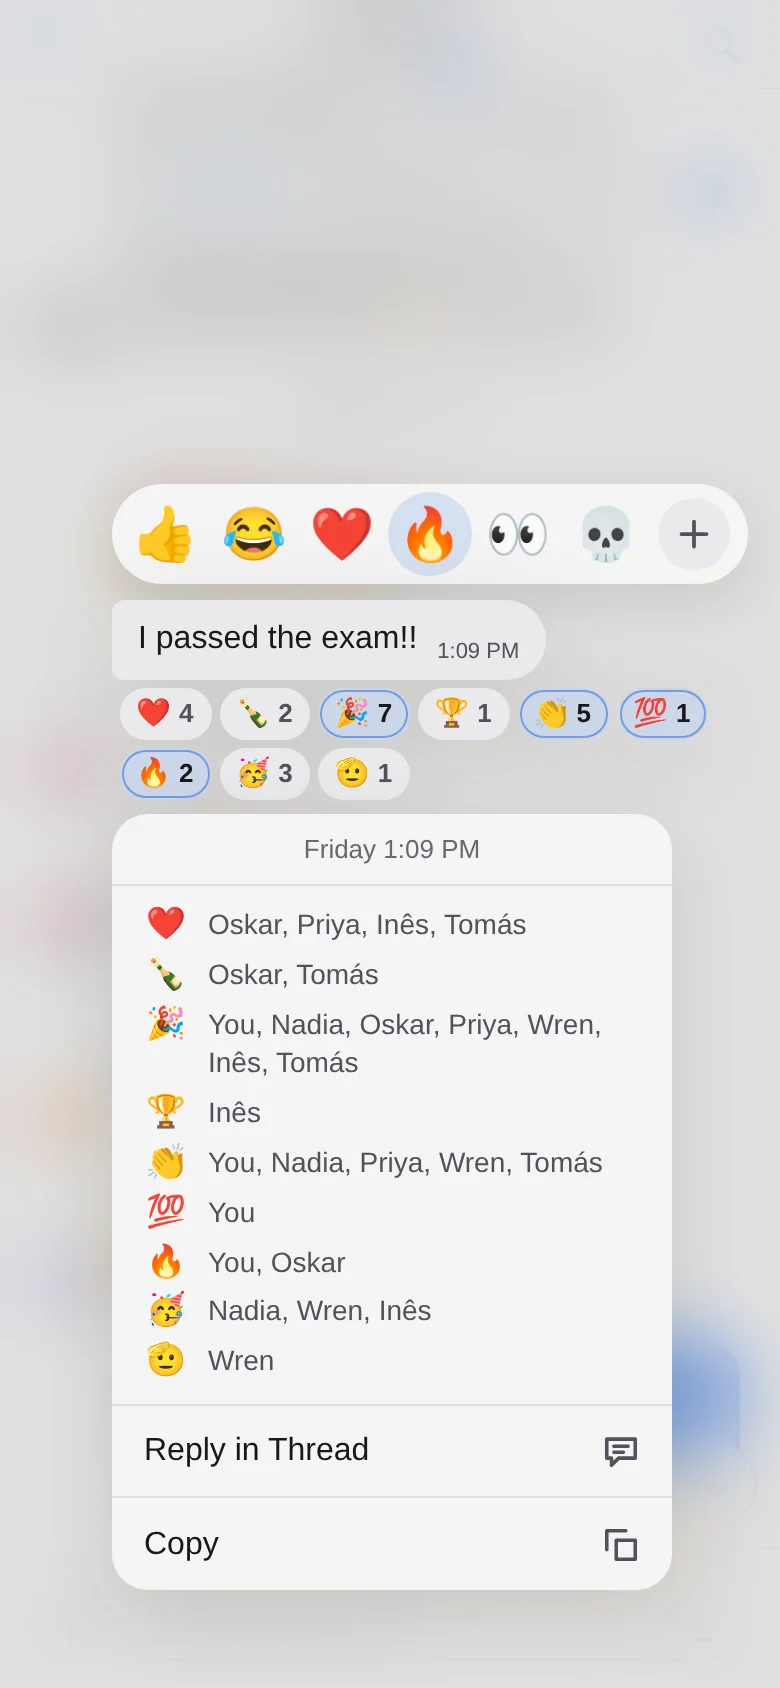 👍 😂 ❤️ 🔥 👀 💀 +
I passed the exam!! 1:09 PM
❤️ 4 🍾 2 🎉 7 🏆 1 👏 5 💯 1
🔥 2 🥳 3 🫡 1
Friday 1:09 PM
❤️ Oskar, Priya, Inês, Tomás
🍾 Oskar, Tomás
🎉 You, Nadia, Oskar, Priya, Wren,
Inês, Tomás
🏆 Inês
👏 You, Nadia, Priya, Wren, Tomás
💯 You
🔥 You, Oskar
🥳 Nadia, Wren, Inês
🫡 Wren
Reply in Thread
Copy